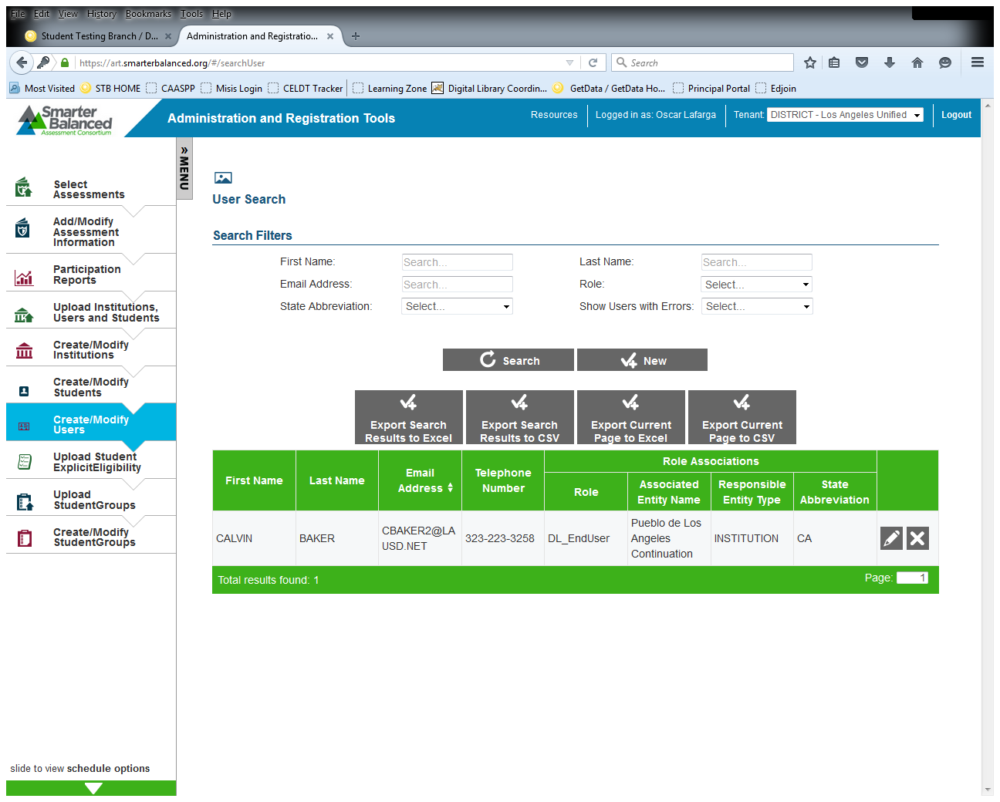 File Edit View History Bookmarks Tools Help
Student Testing Branch / D... ×
Administration and Registratio... ×
https://art.smarterbalanced.org/#/searchUser
Search
Most Visited STB HOME CAASPP Misis Login CELDT Tracker Learning Zone Digital Library Coordin... GetData / GetData Ho... Principal Portal Edjoin
Smarter
Balanced
Assessment Consortium
Administration and Registration Tools
Resources
Logged in as: Oscar Lafarga
Tenant: DISTRICT - Los Angeles Unified
Logout
» MENU
Select
Assessments
Add/Modify
Assessment
Information
Participation
Reports
Upload Institutions,
Users and Students
Create/Modify
Institutions
Create/Modify
Students
Create/Modify
Users
Upload Student
ExplicitEligibility
Upload
StudentGroups
Create/Modify
StudentGroups
slide to view schedule options
User Search
Search Filters
First Name: Search... Last Name: Search...
Email Address: Search... Role: Select...
State Abbreviation: Select... Show Users with Errors: Select...
Search
New
Export Search
Results to Excel
Export Search
Results to CSV
Export Current
Page to Excel
Export Current
Page to CSV
First Name
Last Name
Email
Address
Telephone
Number
Role Associations
Role
Associated
Entity Name
Responsible
Entity Type
State
Abbreviation
CALVIN
BAKER
CBAKER2@LA
USD.NET
323-223-3258
DL_EndUser
Pueblo de Los
Angeles
Continuation
INSTITUTION
CA
Total results found: 1
Page: 1